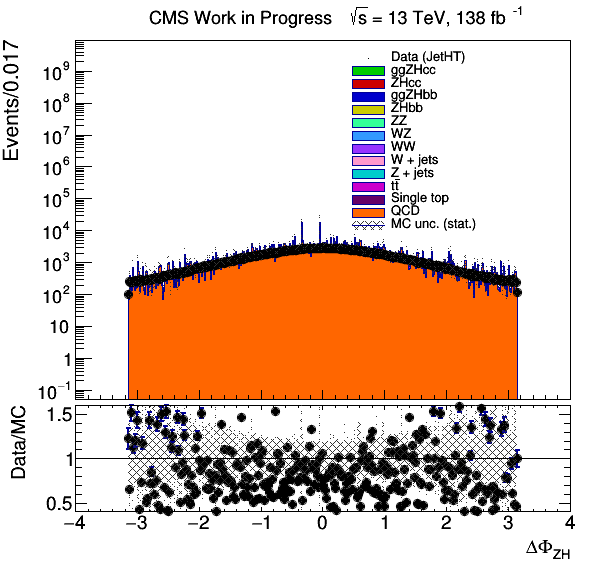 CMS Work in Progress √s = 13 TeV, 138 fb⁻¹
Events/0.017
10⁹
10⁸
10⁷
10⁶
10⁵
10⁴
10³
10²
10
1
10⁻¹
Data (JetHT)
ggZHcc
ZHcc
ggZHbb
ZHbb
ZZ
WZ
WW
W + jets
Z + jets
tt̄
Single top
QCD
MC unc. (stat.)
Data/MC
1.5
1
0.5
−4 −3 −2 −1 0 1 2 3 4
ΔΦ_ZH